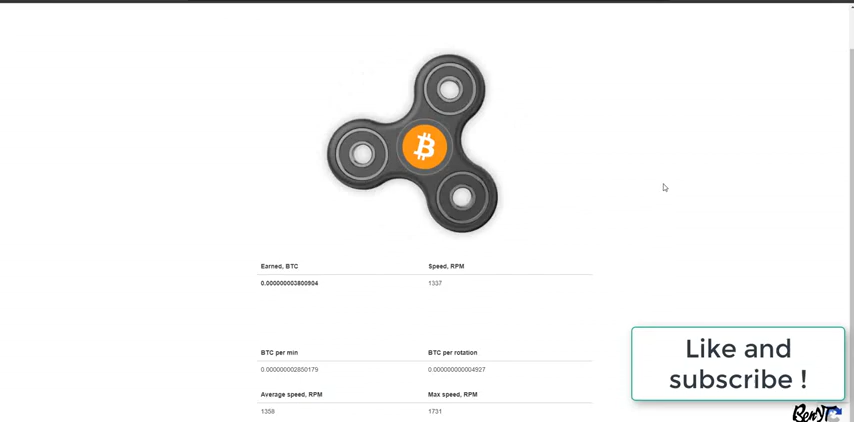 Earned, BTC Speed, RPM
0.000000003800904 1337
BTC per min BTC per rotation
0.000000002850179 0.000000000004927
Average speed, RPM Max speed, RPM
1358 1731
Like and
subscribe !
BenYT